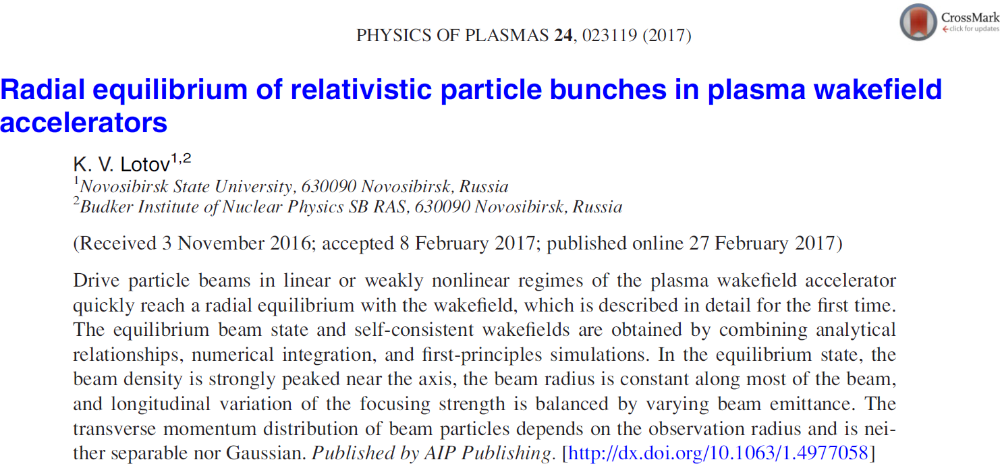 CrossMark
click for updates
PHYSICS OF PLASMAS 24, 023119 (2017)
Radial equilibrium of relativistic particle bunches in plasma wakefield
accelerators
K. V. Lotov1,2
1Novosibirsk State University, 630090 Novosibirsk, Russia
2Budker Institute of Nuclear Physics SB RAS, 630090 Novosibirsk, Russia
(Received 3 November 2016; accepted 8 February 2017; published online 27 February 2017)
Drive particle beams in linear or weakly nonlinear regimes of the plasma wakefield accelerator
quickly reach a radial equilibrium with the wakefield, which is described in detail for the first time.
The equilibrium beam state and self-consistent wakefields are obtained by combining analytical
relationships, numerical integration, and first-principles simulations. In the equilibrium state, the
beam density is strongly peaked near the axis, the beam radius is constant along most of the beam,
and longitudinal variation of the focusing strength is balanced by varying beam emittance. The
transverse momentum distribution of beam particles depends on the observation radius and is nei-
ther separable nor Gaussian. Published by AIP Publishing. [http://dx.doi.org/10.1063/1.4977058]